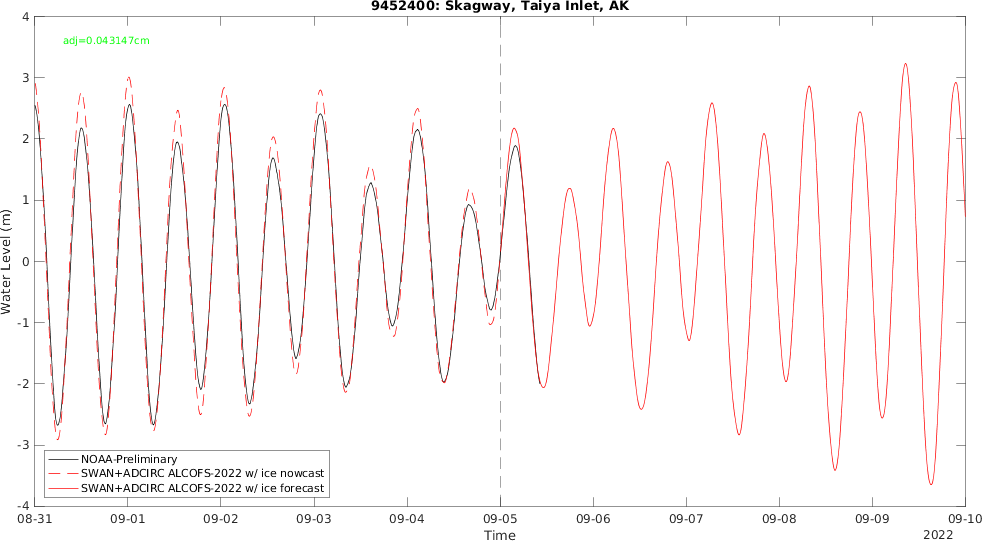 9452400: Skagway, Taiya Inlet, AK
adj=0.043147cm
4
3
2
1
0
-1
-2
-3
-4
Water Level (m)
NOAA-Preliminary
SWAN+ADCIRC ALCOFS-2022 w/ ice nowcast
SWAN+ADCIRC ALCOFS-2022 w/ ice forecast
08-31 09-01 09-02 09-03 09-04 09-05 09-06 09-07 09-08 09-09 09-10
Time
2022